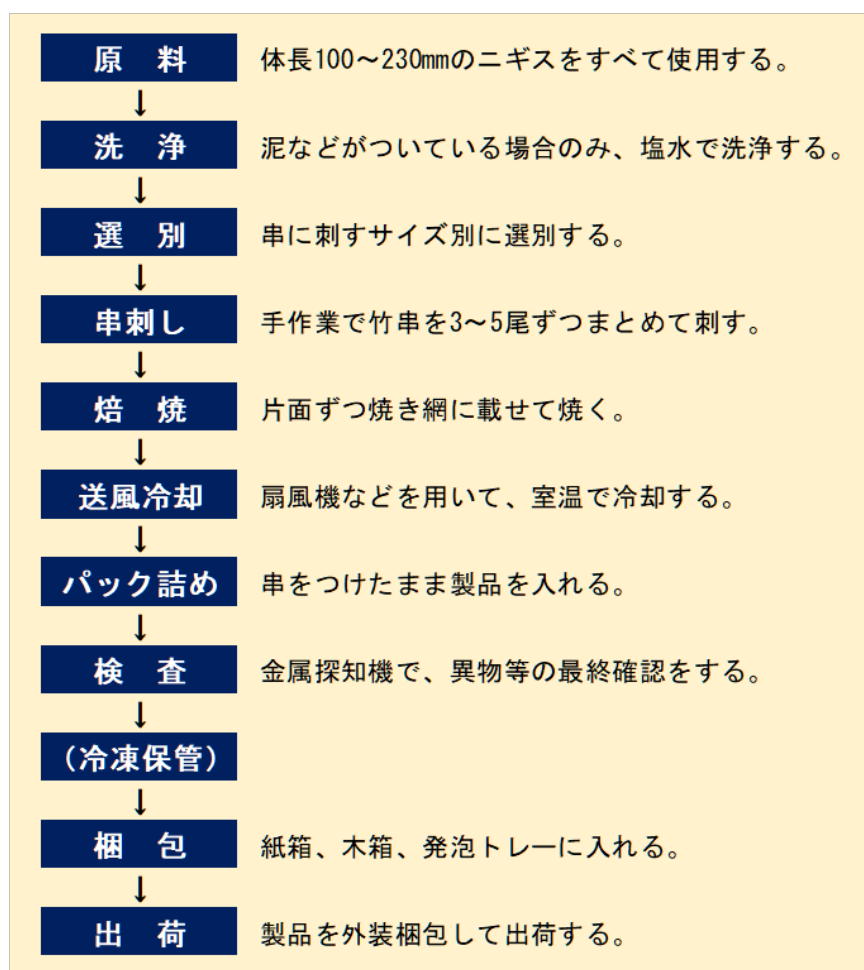 原　料　体長100～230㎜のニギスをすべて使用する。
↓
洗　浄　泥などがついている場合のみ、塩水で洗浄する。
↓
選　別　串に刺すサイズ別に選別する。
↓
串刺し　手作業で竹串を3～5尾ずつまとめて刺す。
↓
焙　焼　片面ずつ焼き網に載せて焼く。
↓
送風冷却　扇風機などを用いて、室温で冷却する。
↓
パック詰め　串をつけたまま製品を入れる。
↓
検　査　金属探知機で、異物等の最終確認をする。
↓
（冷凍保管）
↓
梱　包　紙箱、木箱、発泡トレーに入れる。
↓
出　荷　製品を外装梱包して出荷する。